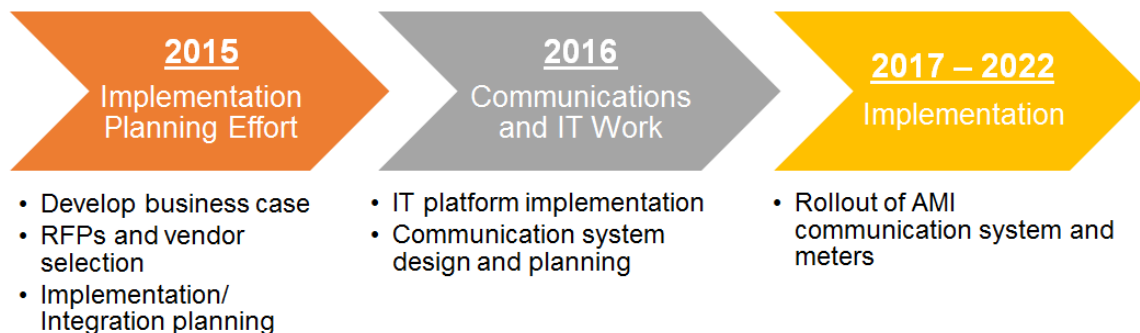 2015
Implementation
Planning Effort
• Develop business case
• RFPs and vendor
selection
• Implementation/
Integration planning
2016
Communications
and IT Work
• IT platform implementation
• Communication system
design and planning
2017 – 2022
Implementation
• Rollout of AMI
communication system and
meters